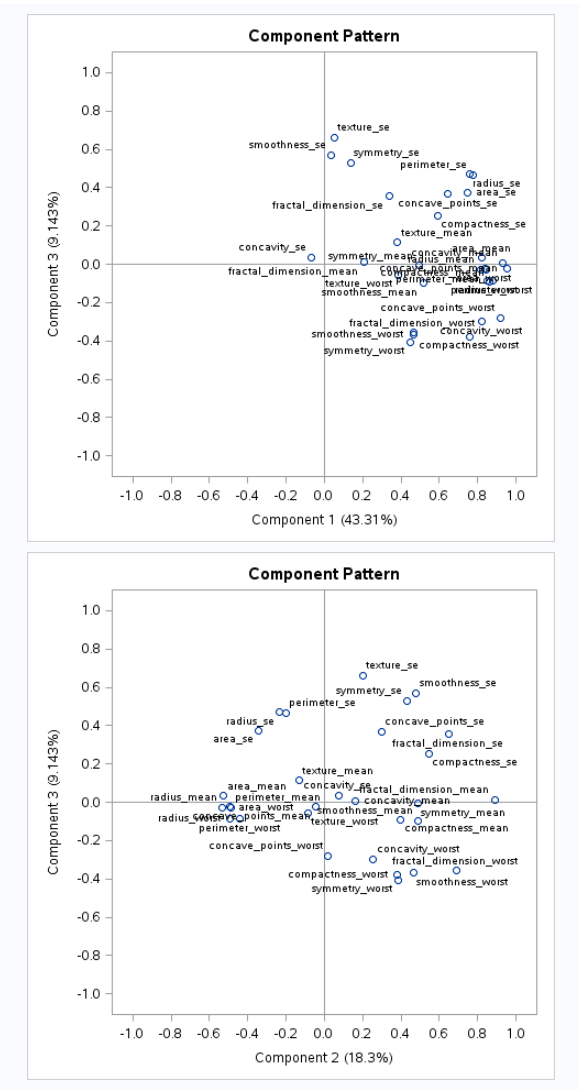 Component Pattern
1.0
0.8
0.6
0.4
0.2
0.0
-0.2
-0.4
-0.6
-0.8
-1.0
Component 3 (9.143%)
texture_se
smoothness_se
symmetry_se
perimeter_se
radius_se
area_se
fractal_dimension_se
concave_points_se
compactness_se
texture_mean
concavity_se
symmetry_mean
concavity_mean
area_mean
radius_mean
fractal_dimension_mean
concave_points_mean
compactness_mean
perimeter_mean
area_worst
texture_worst
smoothness_mean
perimeter_worst
radius_worst
concave_points_worst
fractal_dimension_worst
smoothness_worst
concavity_worst
symmetry_worst
compactness_worst
-1.0 -0.8 -0.6 -0.4 -0.2 0.0 0.2 0.4 0.6 0.8 1.0
Component 1 (43.31%)
Component Pattern
1.0
0.8
0.6
0.4
0.2
0.0
-0.2
-0.4
-0.6
-0.8
-1.0
Component 3 (9.143%)
texture_se
smoothness_se
symmetry_se
perimeter_se
radius_se
concave_points_se
area_se
fractal_dimension_se
compactness_se
texture_mean
area_mean
concavity_se
fractal_dimension_mean
radius_mean
perimeter_mean
concavity_mean
area_worst
smoothness_mean
symmetry_mean
radius_worst
concave_points_mean
texture_worst
perimeter_worst
compactness_mean
concave_points_worst
concavity_worst
fractal_dimension_worst
compactness_worst
symmetry_worst
smoothness_worst
-1.0 -0.8 -0.6 -0.4 -0.2 0.0 0.2 0.4 0.6 0.8 1.0
Component 2 (18.3%)